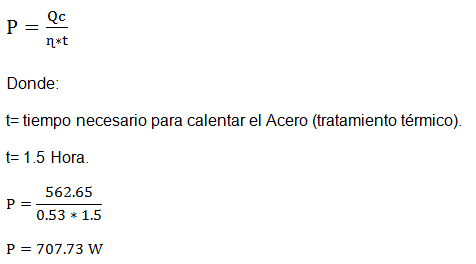 P = Qc / η∗t
Donde:
t= tiempo necesario para calentar el Acero (tratamiento térmico).
t= 1.5 Hora.
P = 562.65 / 0.53 ∗ 1.5
P = 707.73 W